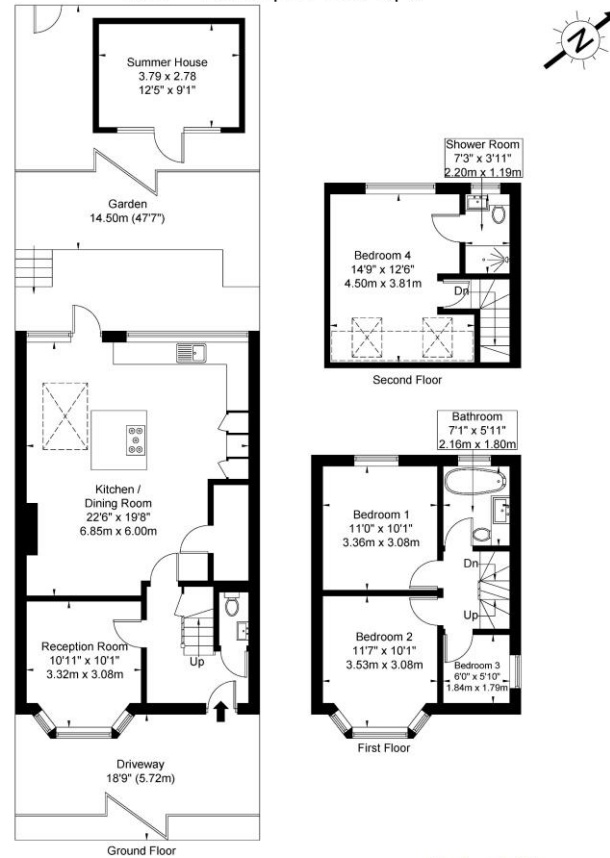 N
Summer House
3.79 x 2.78
12'5" x 9'1"
Garden
14.50m (47'7")
Kitchen /
Dining Room
22'6" x 19'8"
6.85m x 6.00m
Reception Room
10'11" x 10'1"
3.32m x 3.08m
Up
Driveway
18'9" (5.72m)
Ground Floor
Shower Room
7'3" x 3'11"
2.20m x 1.19m
Bedroom 4
14'9" x 12'6"
4.50m x 3.81m
Dn
Second Floor
Bathroom
7'1" x 5'11"
2.16m x 1.80m
Bedroom 1
11'0" x 10'1"
3.36m x 3.08m
Dn
Up
Bedroom 2
11'7" x 10'1"
3.53m x 3.08m
Bedroom 3
6'0" x 5'10"
1.84m x 1.79m
First Floor